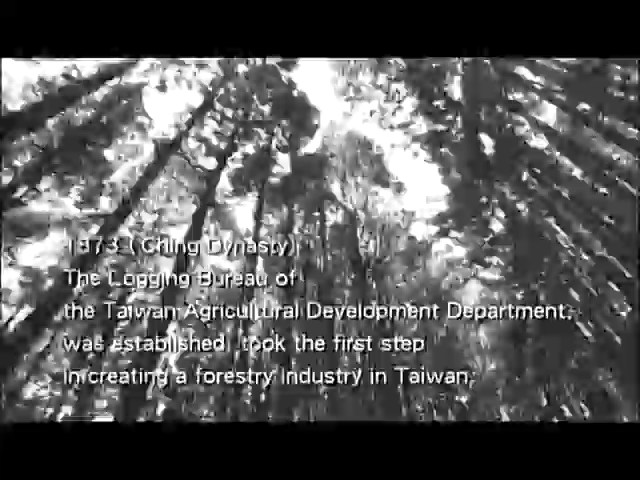 1873 (Ching Dynasty)
The Logging Bureau of
the Taiwan Agricultural Development Department,
was established took the first step
in creating a forestry industry in Taiwan.